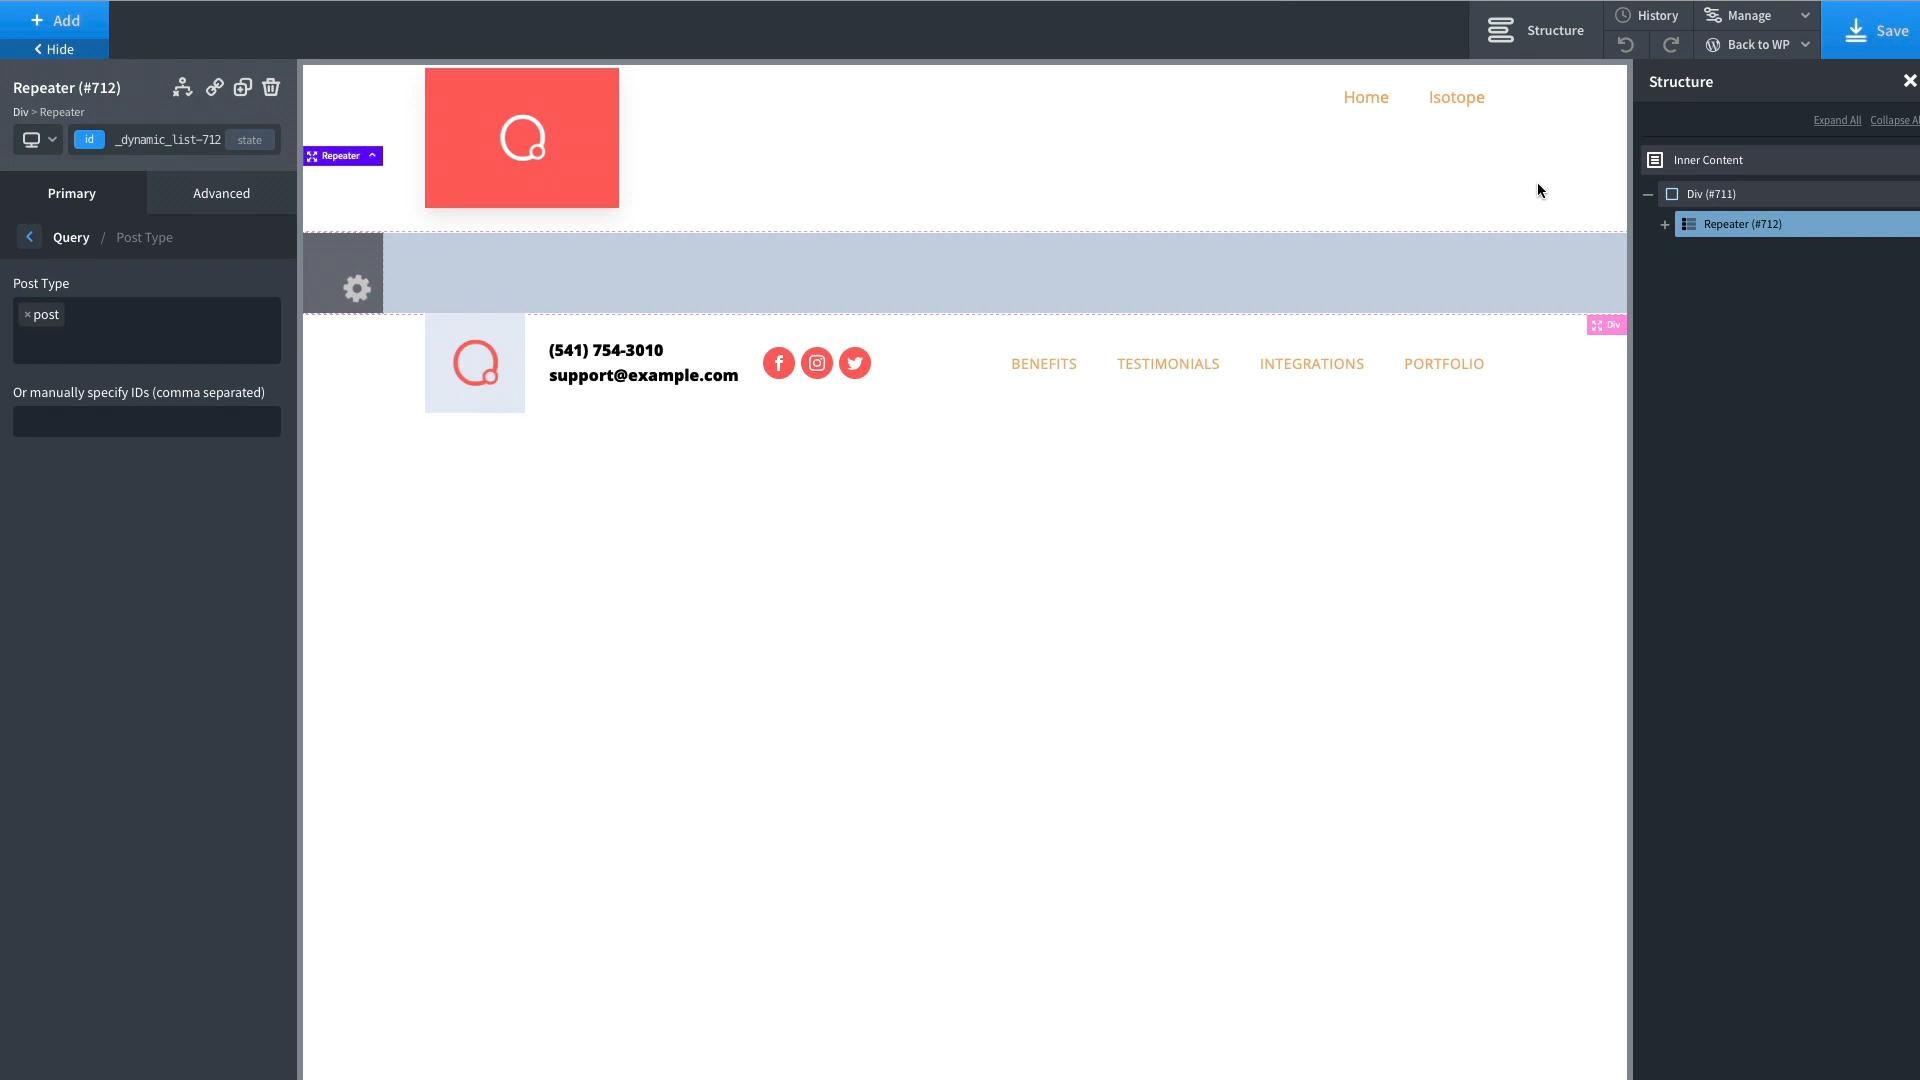 + Add
Hide
Structure
History
Manage
Back to WP
Save
Repeater (#712)
Div > Repeater
id _dynamic_list-712 state
Primary Advanced
Query / Post Type
Post Type
× post
Or manually specify IDs (comma separated)
Home Isotope
Repeater
Div
(541) 754-3010
support@example.com
BENEFITS TESTIMONIALS INTEGRATIONS PORTFOLIO
Structure
Expand All Collapse Al
Inner Content
Div (#711)
Repeater (#712)